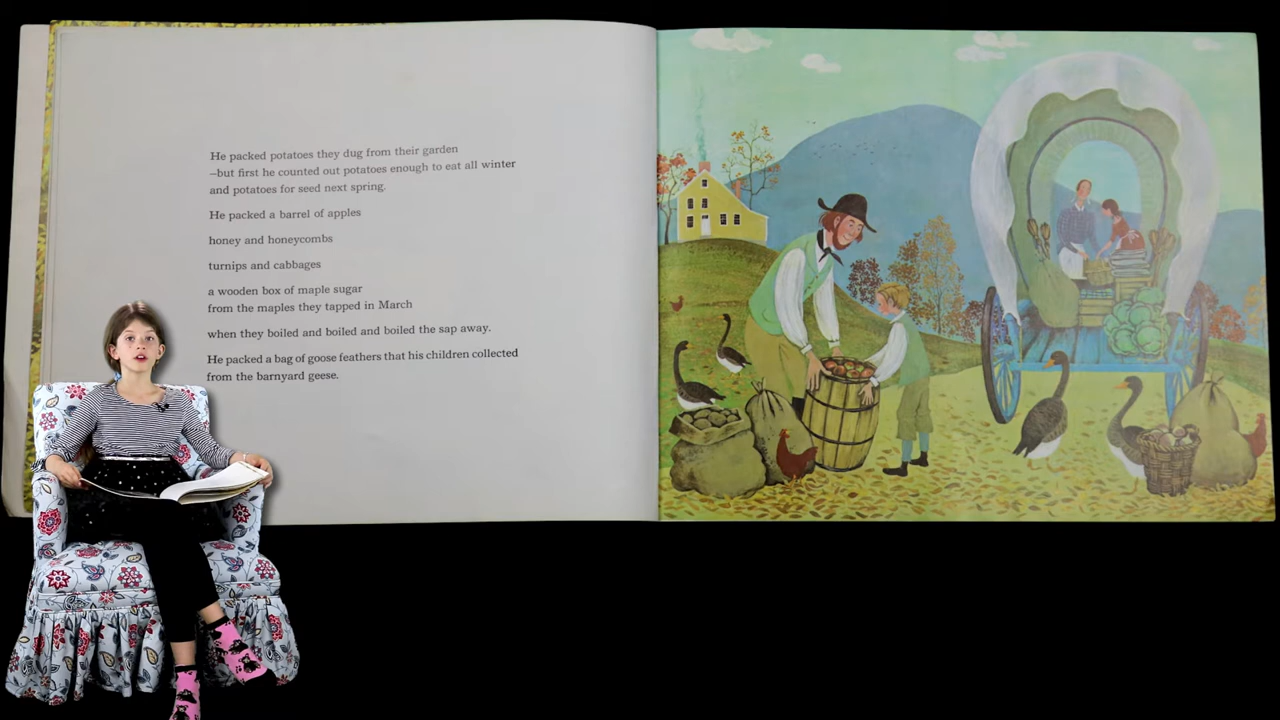 He packed potatoes they dug from their garden
–but first he counted out potatoes enough to eat all winter
and potatoes for seed next spring.
He packed a barrel of apples
honey and honeycombs
turnips and cabbages
a wooden box of maple sugar
from the maples they tapped in March
when they boiled and boiled and boiled the sap away.
He packed a bag of goose feathers that his children collected
from the barnyard geese.